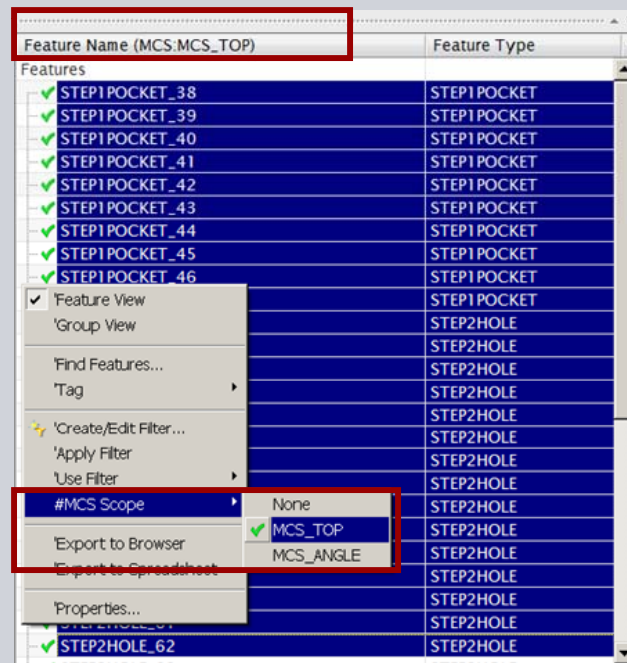 Feature Name (MCS:MCS_TOP) Feature Type
Features
STEP1POCKET_38 STEP1POCKET
STEP1POCKET_39 STEP1POCKET
STEP1POCKET_40 STEP1POCKET
STEP1POCKET_41 STEP1POCKET
STEP1POCKET_42 STEP1POCKET
STEP1POCKET_43 STEP1POCKET
STEP1POCKET_44 STEP1POCKET
STEP1POCKET_45 STEP1POCKET
STEP1POCKET_46 STEP1POCKET
STEP1POCKET
STEP2HOLE
STEP2HOLE
STEP2HOLE
STEP2HOLE
STEP2HOLE
STEP2HOLE
STEP2HOLE
STEP2HOLE
STEP2HOLE
STEP2HOLE
STEP2HOLE
STEP2HOLE
STEP2HOLE
STEP2HOLE
STEP2HOLE_62 STEP2HOLE
'Feature View
'Group View
'Find Features...
'Tag
'Create/Edit Filter...
'Apply Filter
'Use Filter
#MCS Scope
'Export to Browser
'Export to Spreadsheet
'Properties...
None
MCS_TOP
MCS_ANGLE